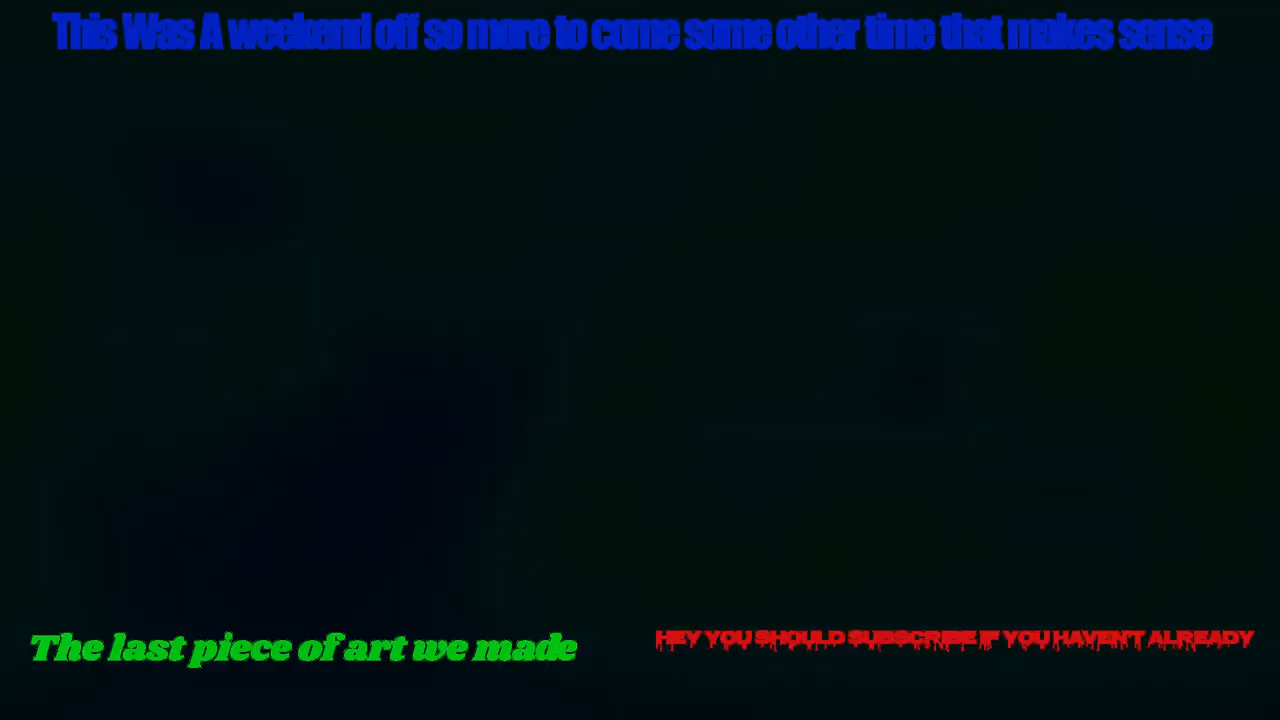 This Was A weekend off so more to come some other time that makes sense
The last piece of art we made
HEY YOU SHOULD SUBSCRIBE IF YOU HAVEN'T ALREADY